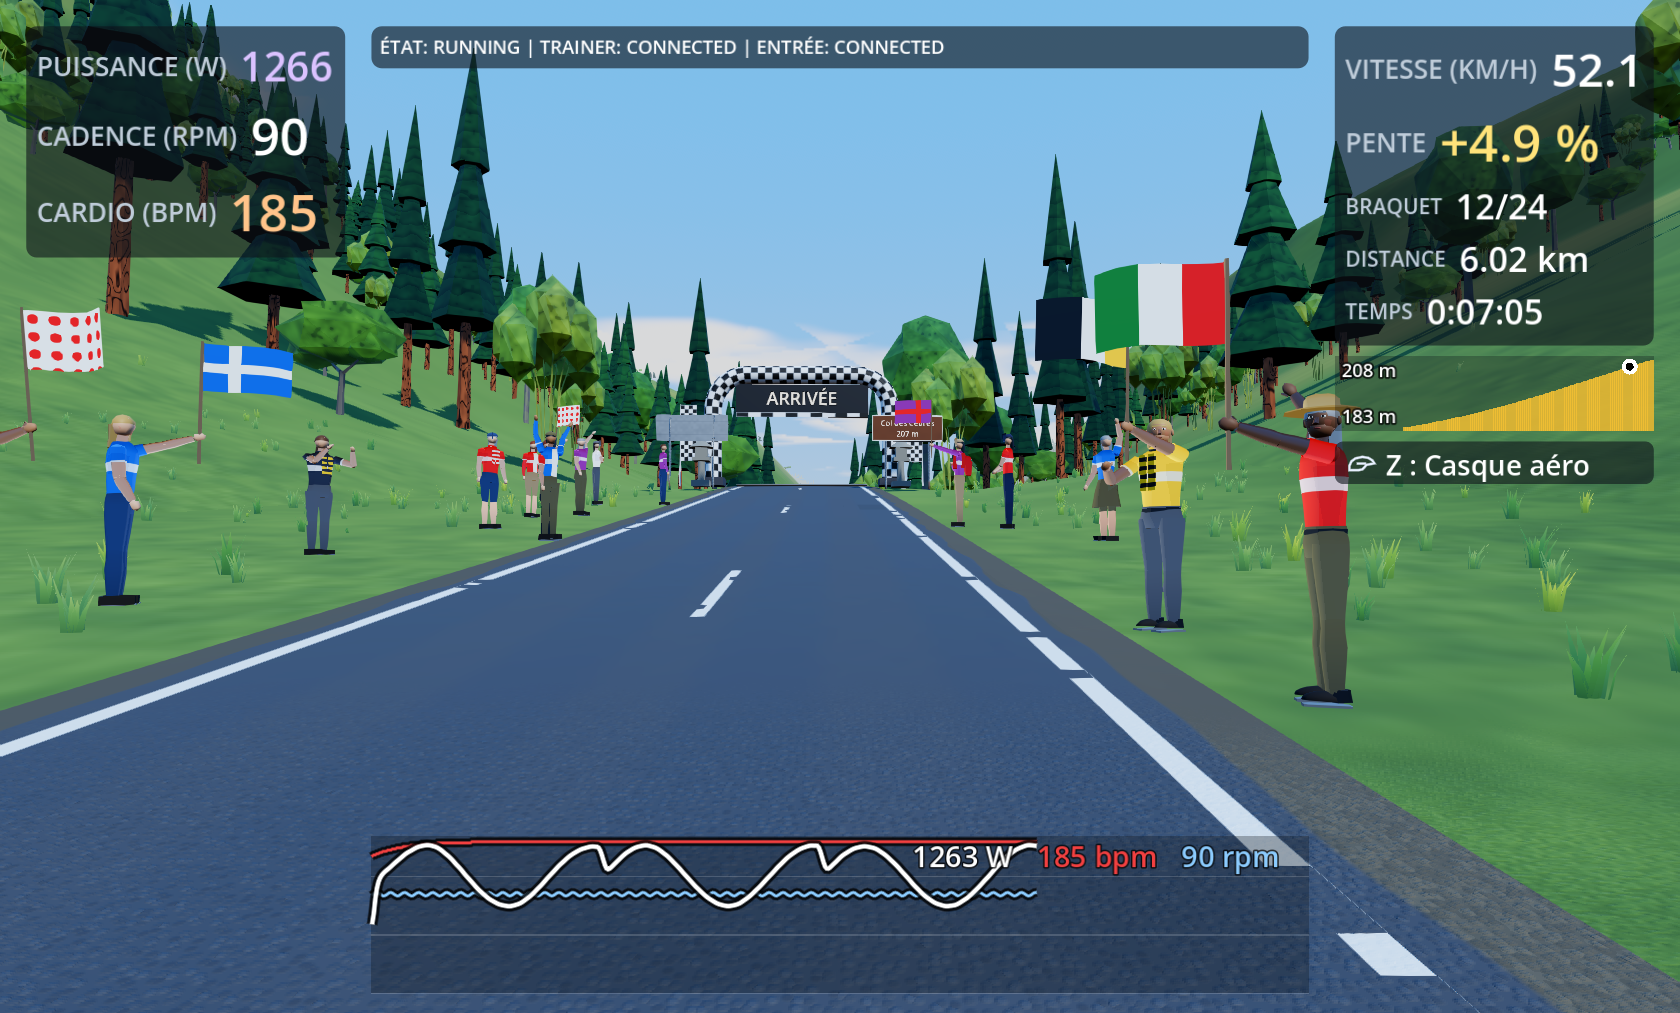 PUISSANCE (W) 1266
CADENCE (RPM) 90
CARDIO (BPM) 185
ÉTAT: RUNNING | TRAINER: CONNECTED | ENTRÉE: CONNECTED
VITESSE (KM/H) 52.1
PENTE +4.9 %
BRAQUET 12/24
DISTANCE 6.02 km
TEMPS 0:07:05
208 m
183 m
Z : Casque aéro
ARRIVÉE
207 m
1263 W 185 bpm 90 rpm